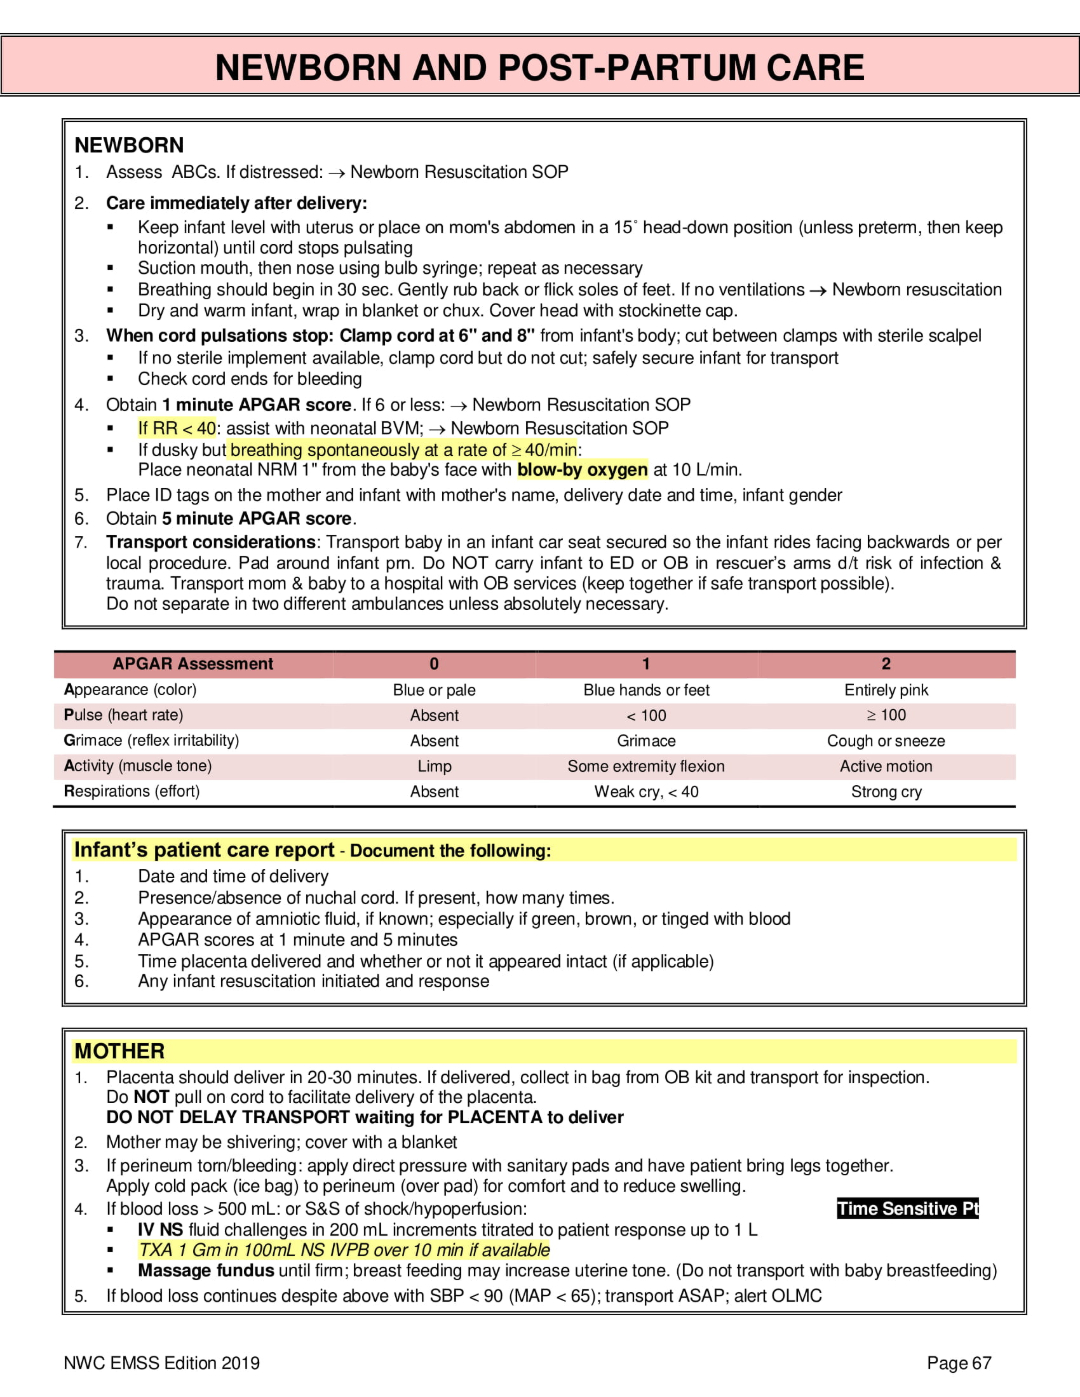 NEWBORN AND POST-PARTUM CARE
NEWBORN
1. Assess ABCs. If distressed: → Newborn Resuscitation SOP
2. Care immediately after delivery:
▪ Keep infant level with uterus or place on mom's abdomen in a 15˚ head-down position (unless preterm, then keep
horizontal) until cord stops pulsating
▪ Suction mouth, then nose using bulb syringe; repeat as necessary
▪ Breathing should begin in 30 sec. Gently rub back or flick soles of feet. If no ventilations → Newborn resuscitation
▪ Dry and warm infant, wrap in blanket or chux. Cover head with stockinette cap.
3. When cord pulsations stop: Clamp cord at 6" and 8" from infant's body; cut between clamps with sterile scalpel
▪ If no sterile implement available, clamp cord but do not cut; safely secure infant for transport
▪ Check cord ends for bleeding
4. Obtain 1 minute APGAR score. If 6 or less: → Newborn Resuscitation SOP
▪ If RR < 40: assist with neonatal BVM; → Newborn Resuscitation SOP
▪ If dusky but breathing spontaneously at a rate of ≥ 40/min:
Place neonatal NRM 1" from the baby's face with blow-by oxygen at 10 L/min.
5. Place ID tags on the mother and infant with mother's name, delivery date and time, infant gender
6. Obtain 5 minute APGAR score.
7. Transport considerations: Transport baby in an infant car seat secured so the infant rides facing backwards or per
local procedure. Pad around infant prn. Do NOT carry infant to ED or OB in rescuer's arms d/t risk of infection &
trauma. Transport mom & baby to a hospital with OB services (keep together if safe transport possible).
Do not separate in two different ambulances unless absolutely necessary.
APGAR Assessment 0 1 2
Appearance (color) Blue or pale Blue hands or feet Entirely pink
Pulse (heart rate) Absent < 100 ≥ 100
Grimace (reflex irritability) Absent Grimace Cough or sneeze
Activity (muscle tone) Limp Some extremity flexion Active motion
Respirations (effort) Absent Weak cry, < 40 Strong cry
Infant's patient care report - Document the following:
1. Date and time of delivery
2. Presence/absence of nuchal cord. If present, how many times.
3. Appearance of amniotic fluid, if known; especially if green, brown, or tinged with blood
4. APGAR scores at 1 minute and 5 minutes
5. Time placenta delivered and whether or not it appeared intact (if applicable)
6. Any infant resuscitation initiated and response
MOTHER
1. Placenta should deliver in 20-30 minutes. If delivered, collect in bag from OB kit and transport for inspection.
Do NOT pull on cord to facilitate delivery of the placenta.
DO NOT DELAY TRANSPORT waiting for PLACENTA to deliver
2. Mother may be shivering; cover with a blanket
3. If perineum torn/bleeding: apply direct pressure with sanitary pads and have patient bring legs together.
Apply cold pack (ice bag) to perineum (over pad) for comfort and to reduce swelling.
4. If blood loss > 500 mL: or S&S of shock/hypoperfusion: Time Sensitive Pt
▪ IV NS fluid challenges in 200 mL increments titrated to patient response up to 1 L
▪ TXA 1 Gm in 100mL NS IVPB over 10 min if available
▪ Massage fundus until firm; breast feeding may increase uterine tone. (Do not transport with baby breastfeeding)
5. If blood loss continues despite above with SBP < 90 (MAP < 65); transport ASAP; alert OLMC
NWC EMSS Edition 2019 Page 67